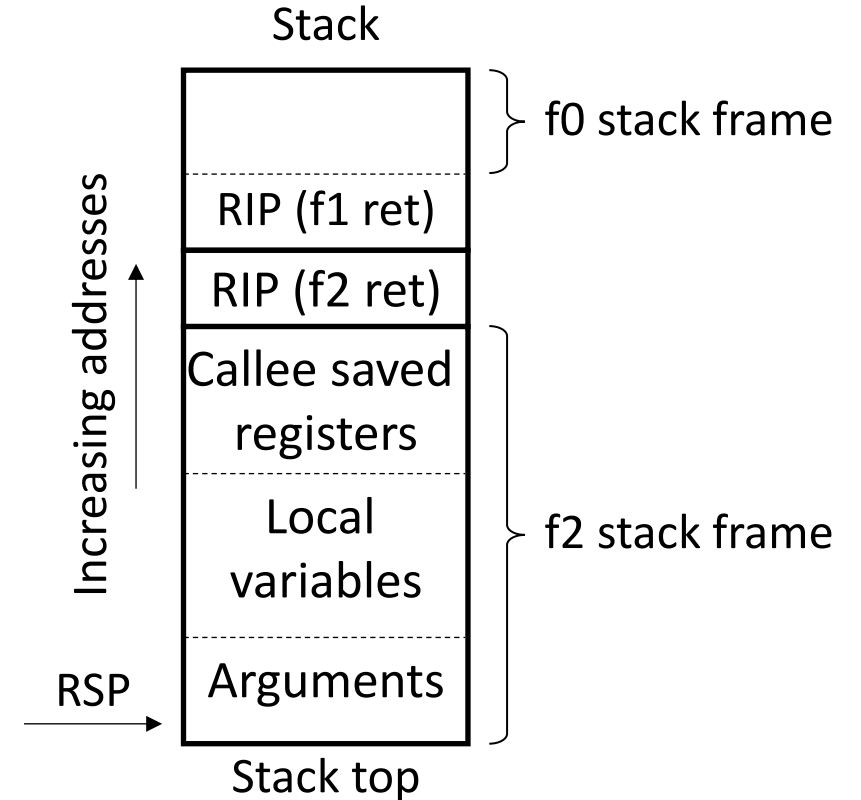 Stack
f0 stack frame
RIP (f1 ret)
RIP (f2 ret)
Increasing addresses
Callee saved
registers
Local
variables
f2 stack frame
RSP
Arguments
Stack top